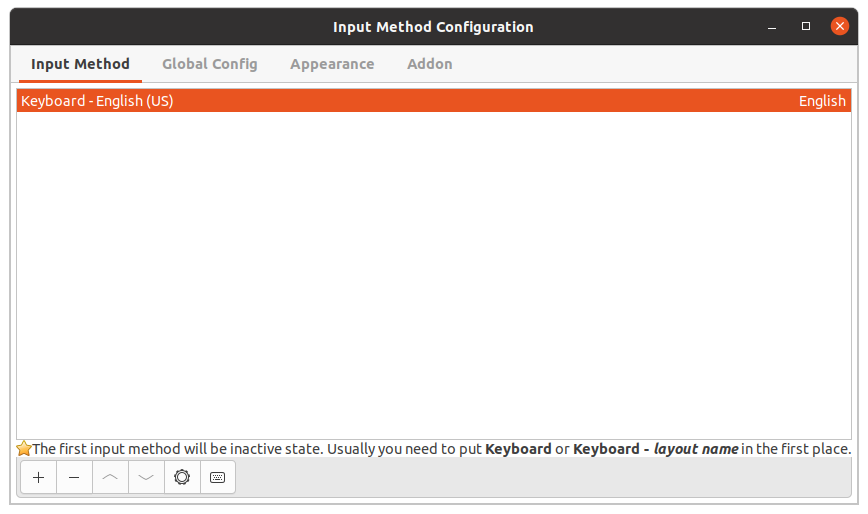 Input Method Configuration
Input Method Global Config Appearance Addon
Keyboard - English (US) English
The first input method will be inactive state. Usually you need to put Keyboard or Keyboard - layout name in the first place.